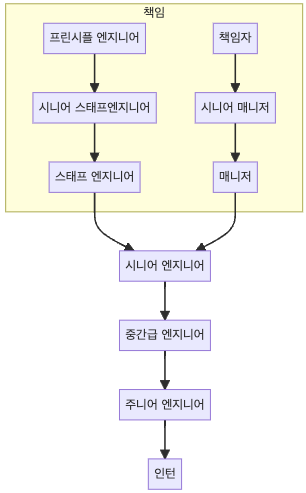 책임
프린시플 엔지니어
책임자
시니어 스태프엔지니어
시니어 매니저
스태프 엔지니어
매니저
시니어 엔지니어
중간급 엔지니어
주니어 엔지니어
인턴